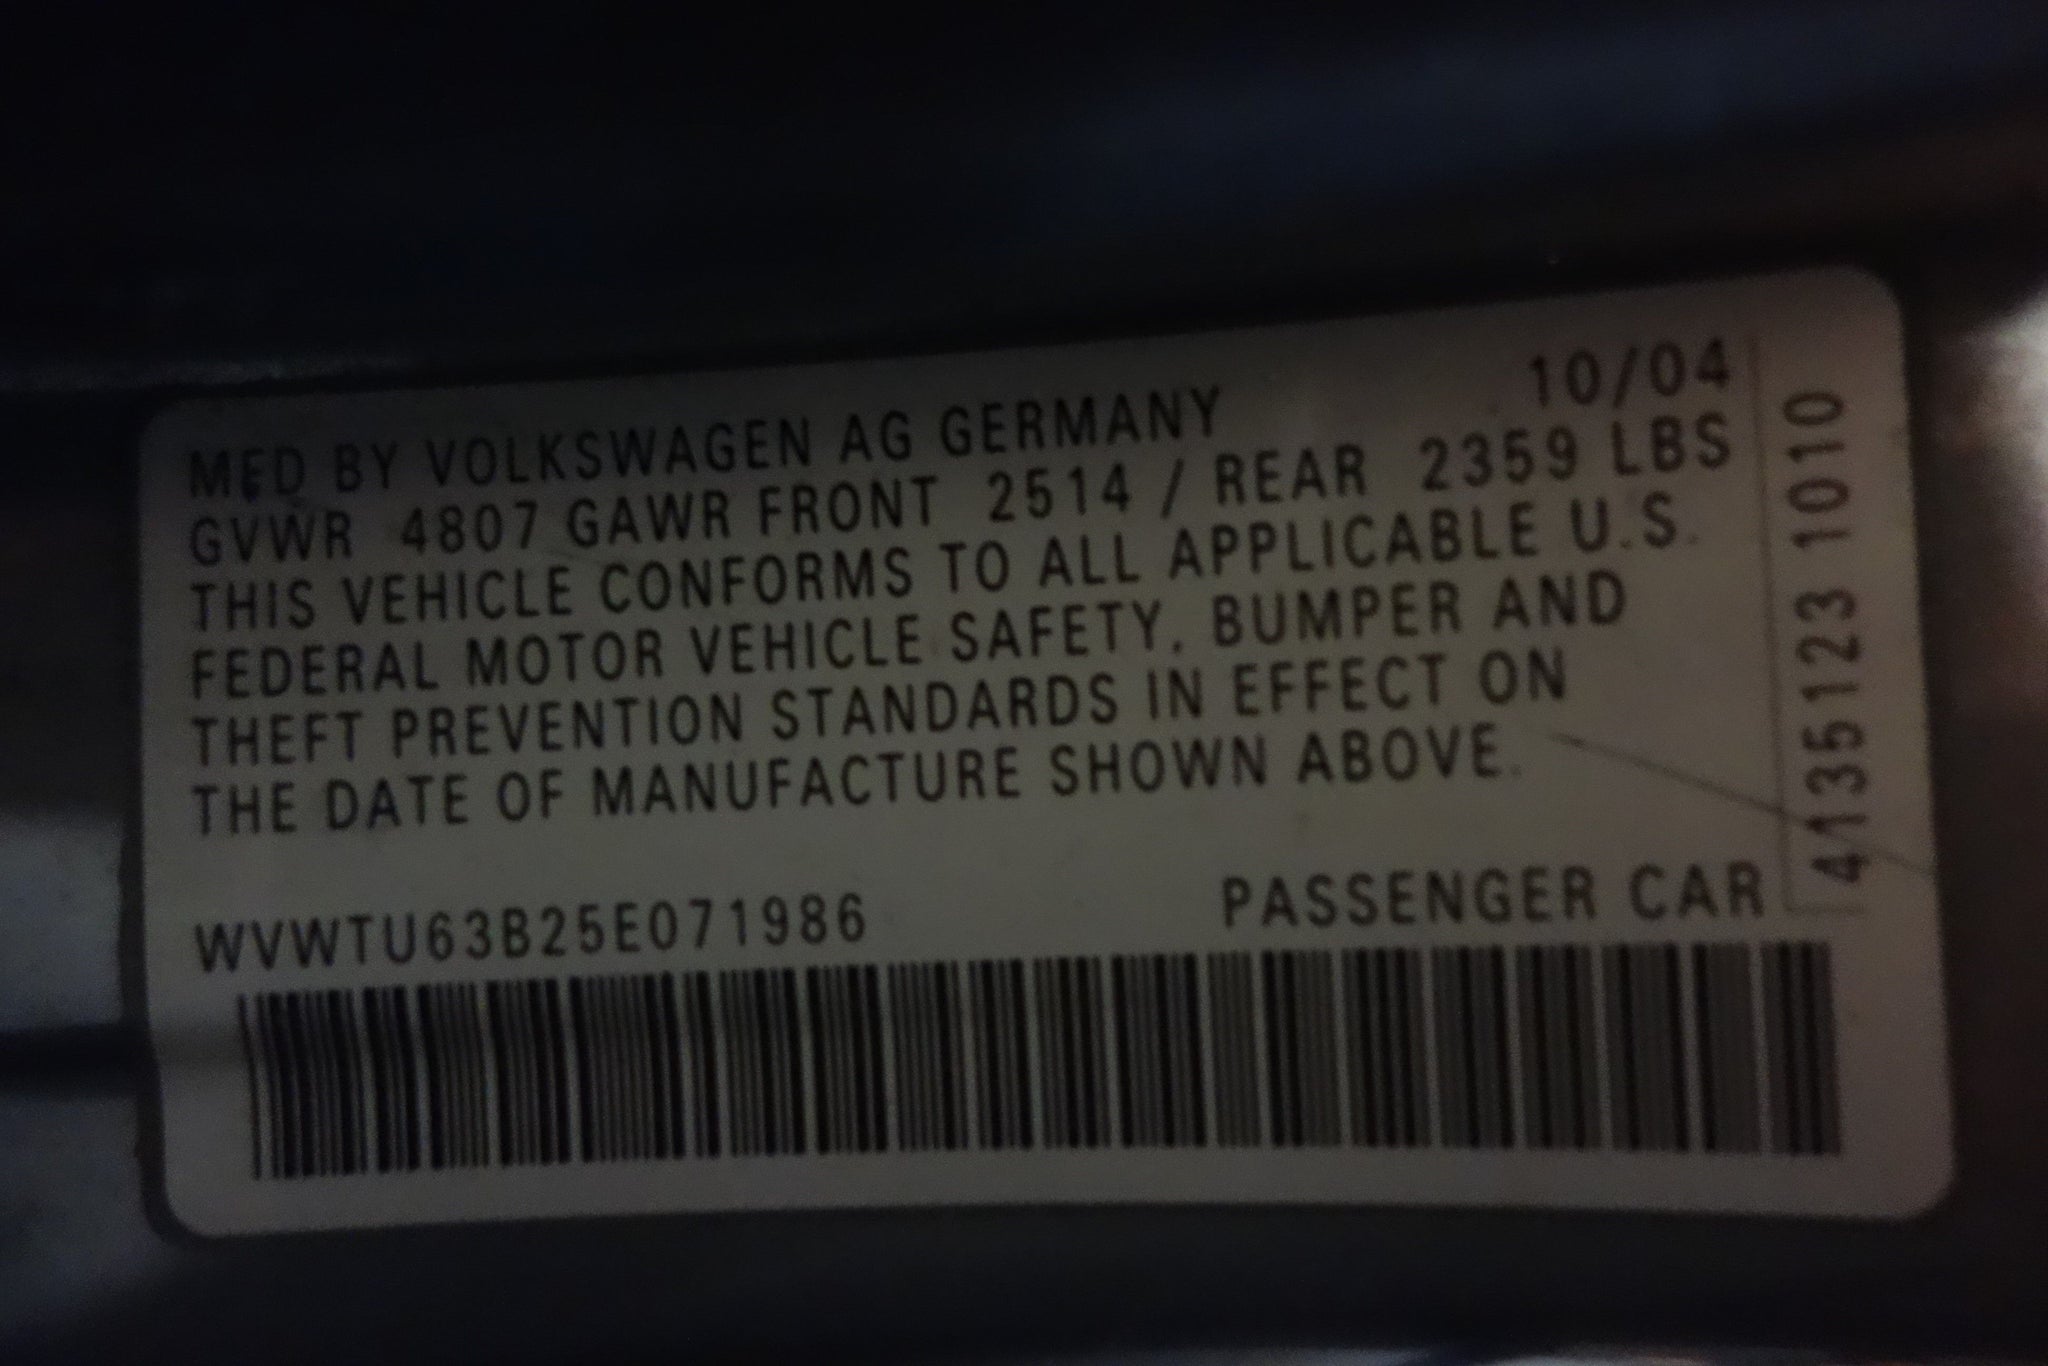 MFD BY VOLKSWAGEN AG GERMANY 10/04
GVWR 4807 GAWR FRONT 2514 / REAR 2359 LBS
THIS VEHICLE CONFORMS TO ALL APPLICABLE U.S.
FEDERAL MOTOR VEHICLE SAFETY, BUMPER AND
THEFT PREVENTION STANDARDS IN EFFECT ON
THE DATE OF MANUFACTURE SHOWN ABOVE.
WVWTU63B25E071986 PASSENGER CAR
4135123 1010